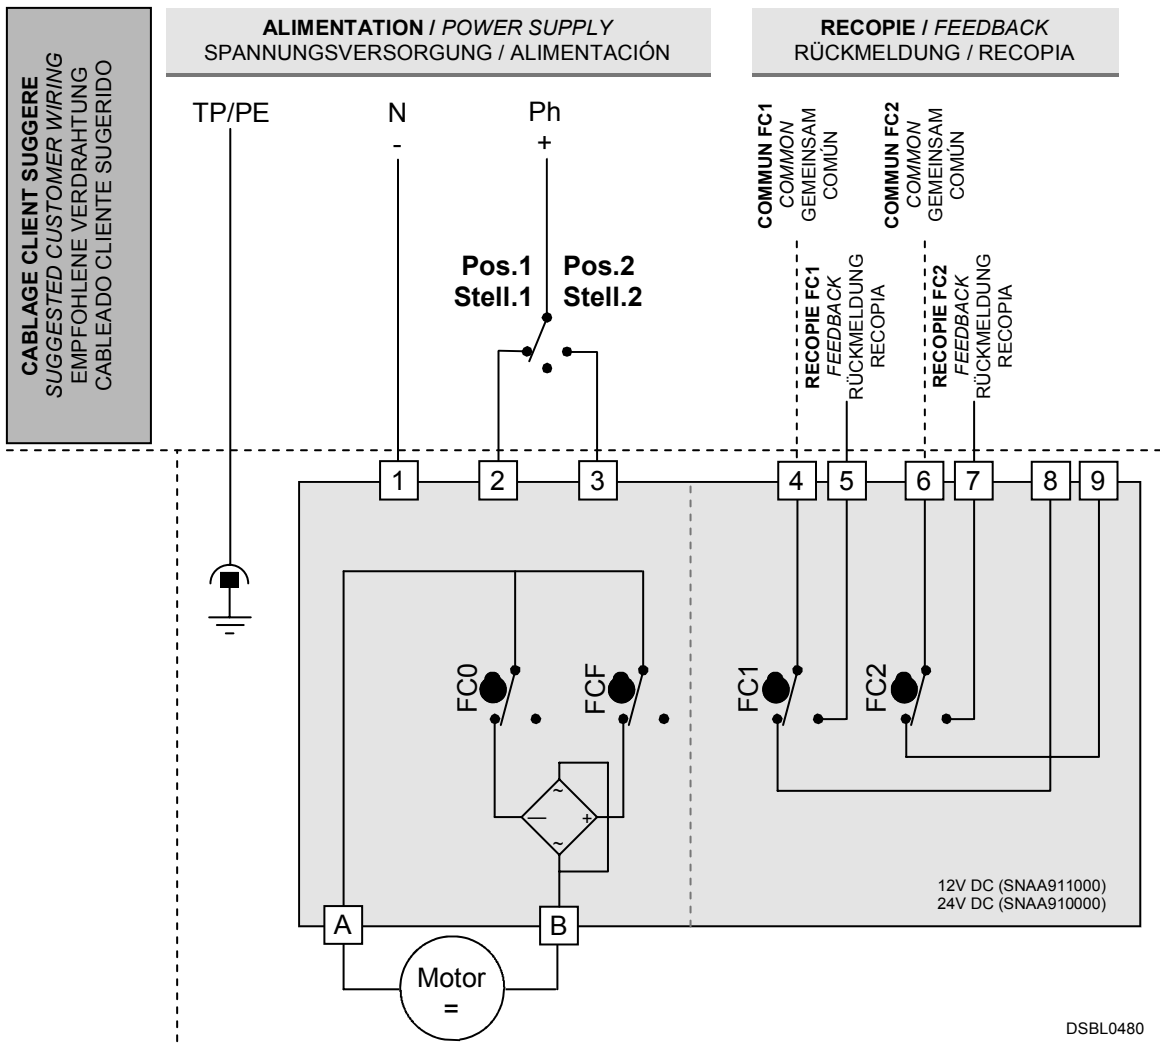 CABLAGE CLIENT SUGGERE
SUGGESTED CUSTOMER WIRING
EMPFOHLENE VERDRAHTUNG
CABLEADO CLIENTE SUGERIDO
ALIMENTATION / POWER SUPPLY
SPANNUNGSVERSORGUNG / ALIMENTACIÓN
RECOPIE / FEEDBACK
RÜCKMELDUNG / RECOPIA
TP/PE
N
-
Ph
+
Pos.1
Stell.1
Pos.2
Stell.2
COMMUN FC1
COMMON
GEMEINSAM
COMÚN
RECOPIE FC1
FEEDBACK
RÜCKMELDUNG
RECOPIA
COMMUN FC2
COMMON
GEMEINSAM
COMÚN
RECOPIE FC2
FEEDBACK
RÜCKMELDUNG
RECOPIA
1
2
3
4
5
6
7
8
9
FC0
FCF
FC1
FC2
~
—
+
~
12V DC (SNAA911000)
24V DC (SNAA910000)
A
B
Motor
=
DSBL0480